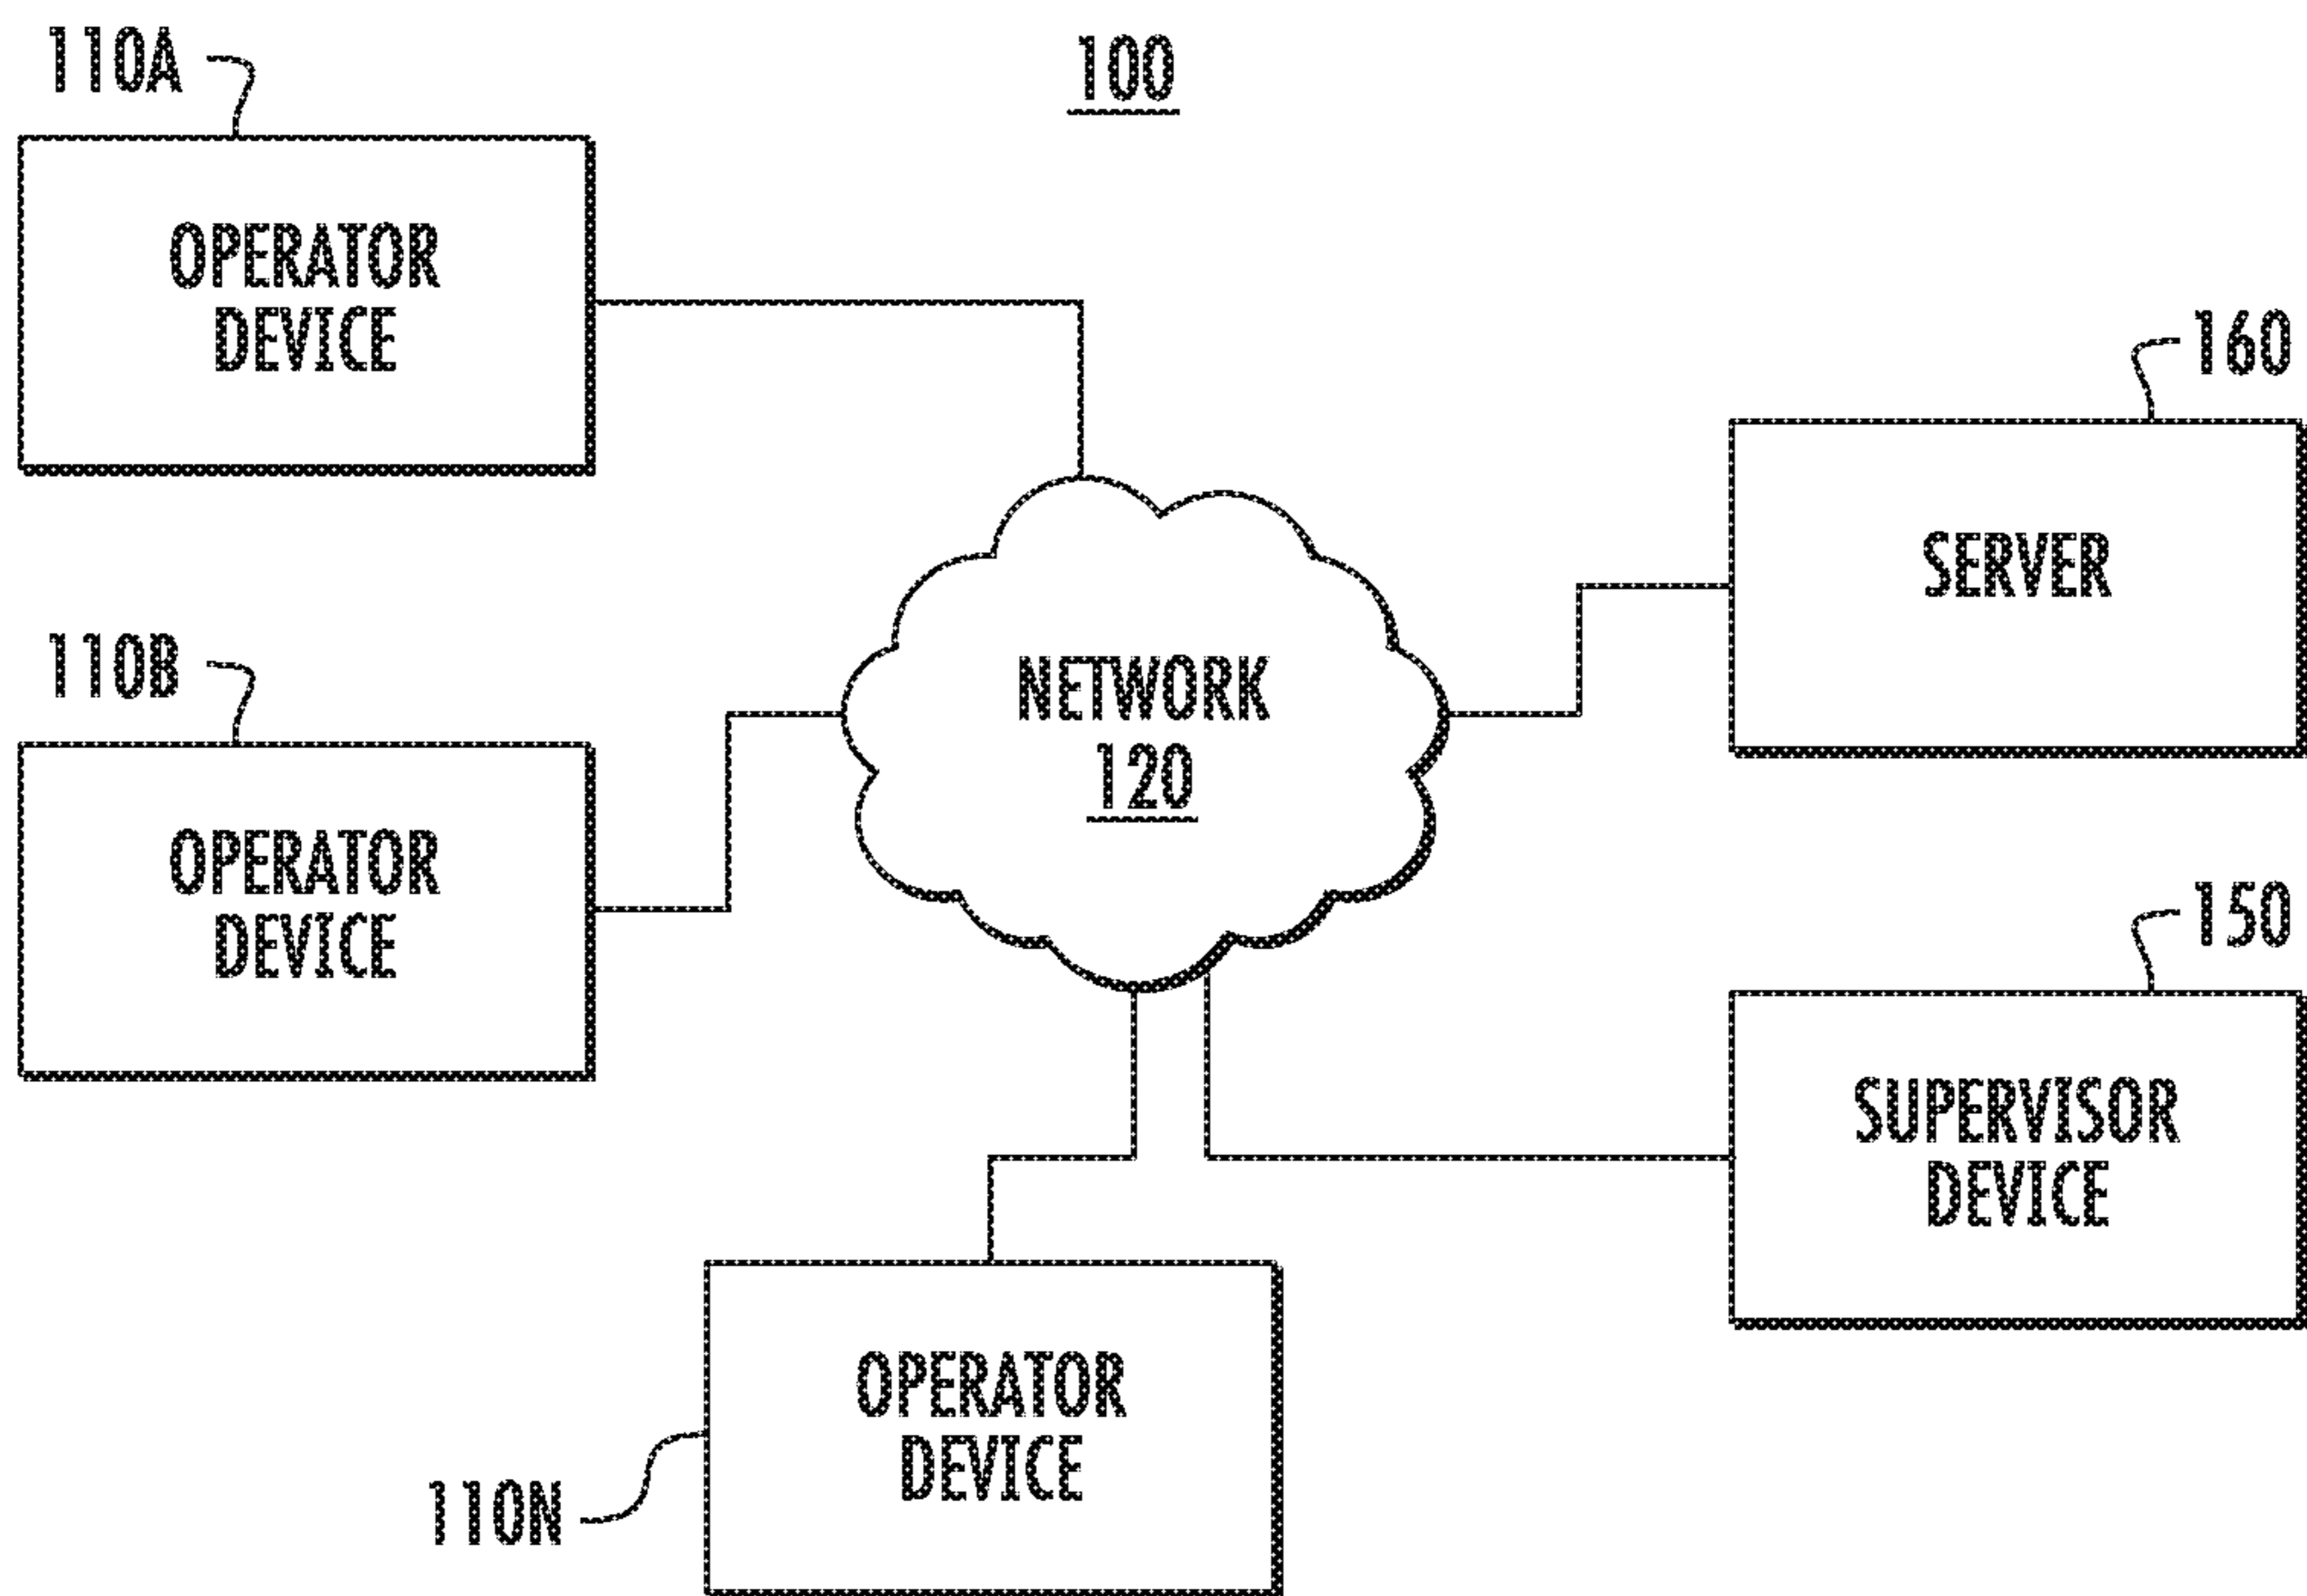 110A
100
OPERATOR
DEVICE
160
SERVER
110B
NETWORK
120
OPERATOR
DEVICE
150
SUPERVISOR
DEVICE
OPERATOR
DEVICE
110N